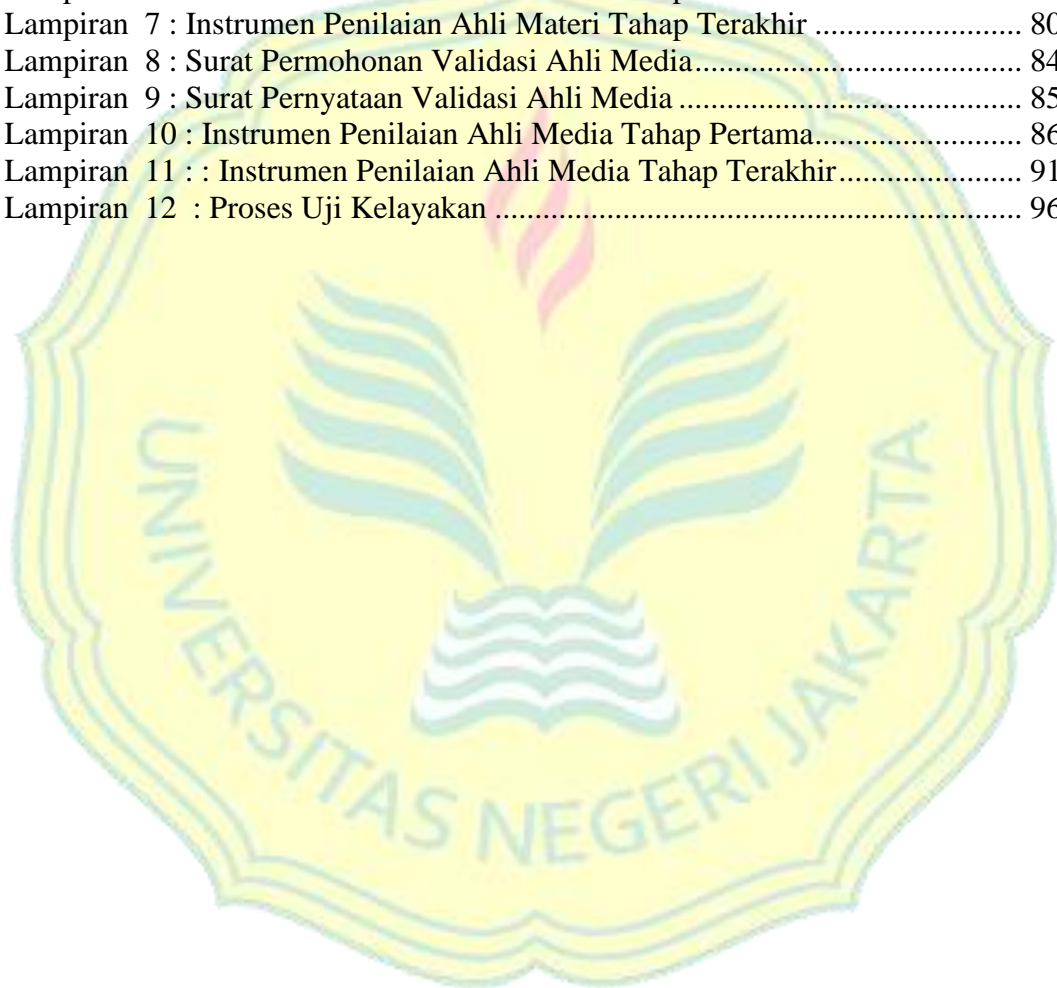 Lampiran 7 : Instrumen Penilaian Ahli Materi Tahap Terakhir ......................... 80
Lampiran 8 : Surat Permohonan Validasi Ahli Media........................................ 84
Lampiran 9 : Surat Pernyataan Validasi Ahli Media .......................................... 85
Lampiran 10 : Instrumen Penilaian Ahli Media Tahap Pertama......................... 86
Lampiran 11 : : Instrumen Penilaian Ahli Media Tahap Terakhir...................... 91
Lampiran 12 : Proses Uji Kelayakan ................................................................ 96
UNIVERSITAS NEGERI JAKARTA